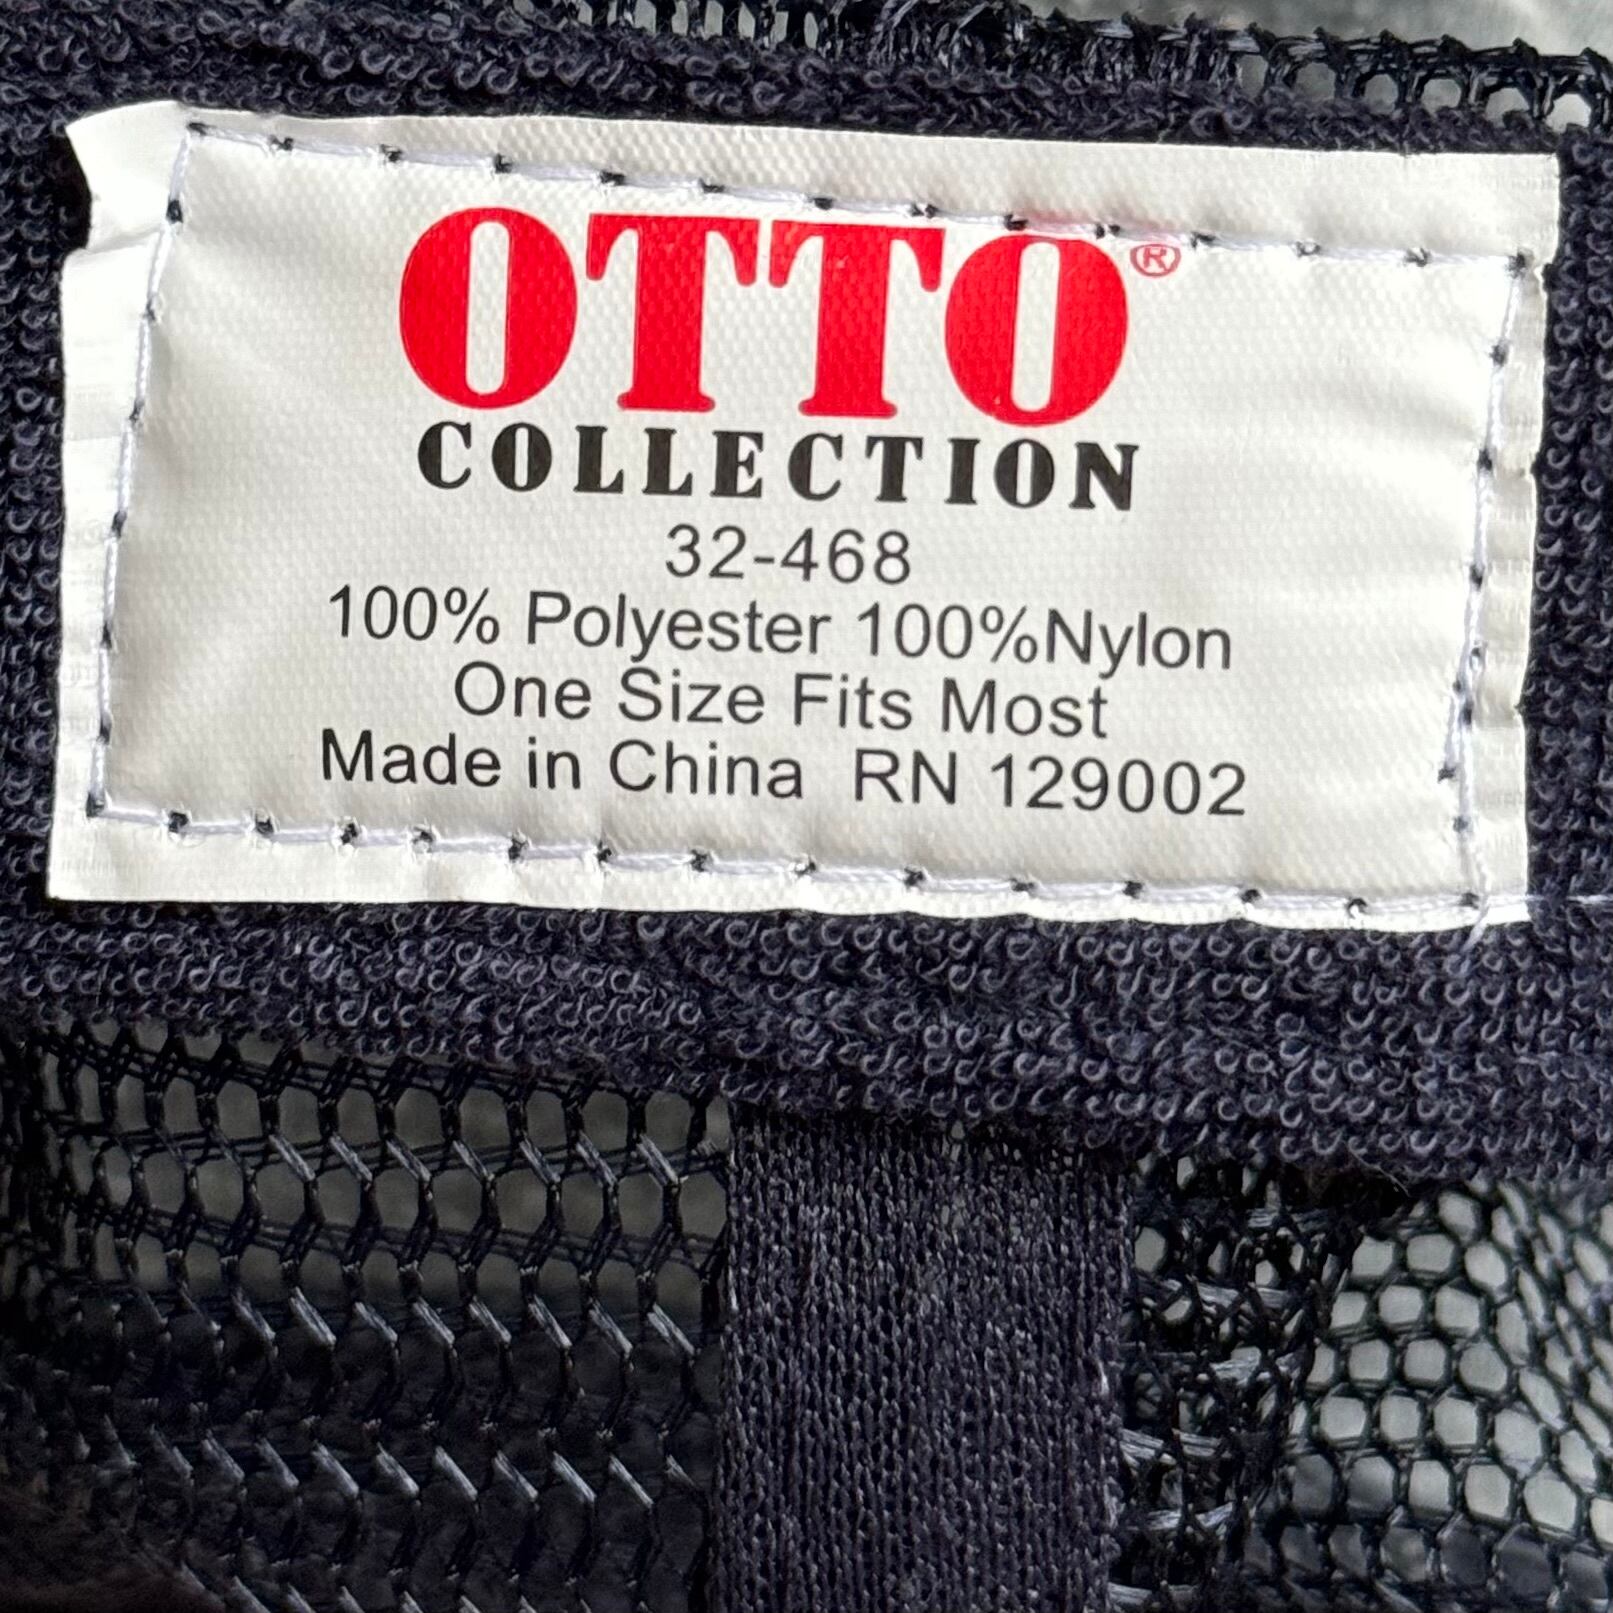 OTTO®
COLLECTION
32-468
100% Polyester 100%Nylon
One Size Fits Most
Made in China RN 129002